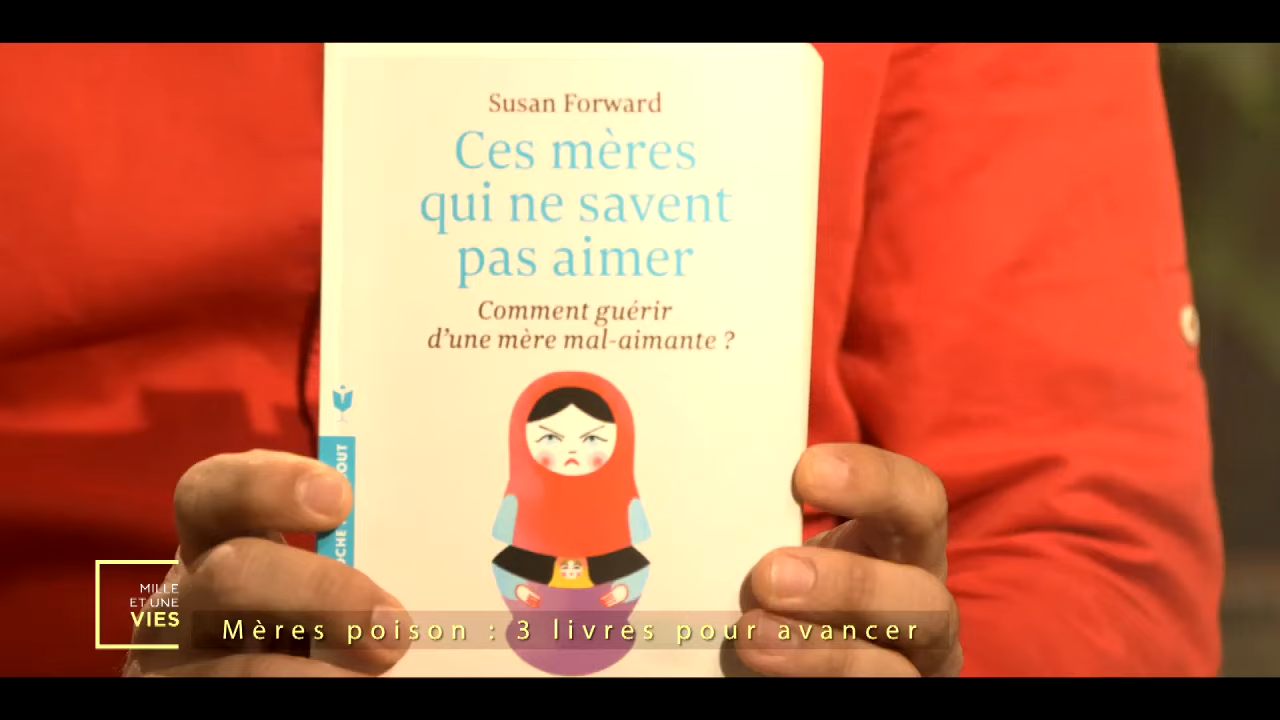 Susan Forward
Ces mères
qui ne savent
pas aimer
Comment guérir
d'une mère mal-aimante ?
MILLE
ET UNE
VIES
Mères poison : 3 livres pour avancer